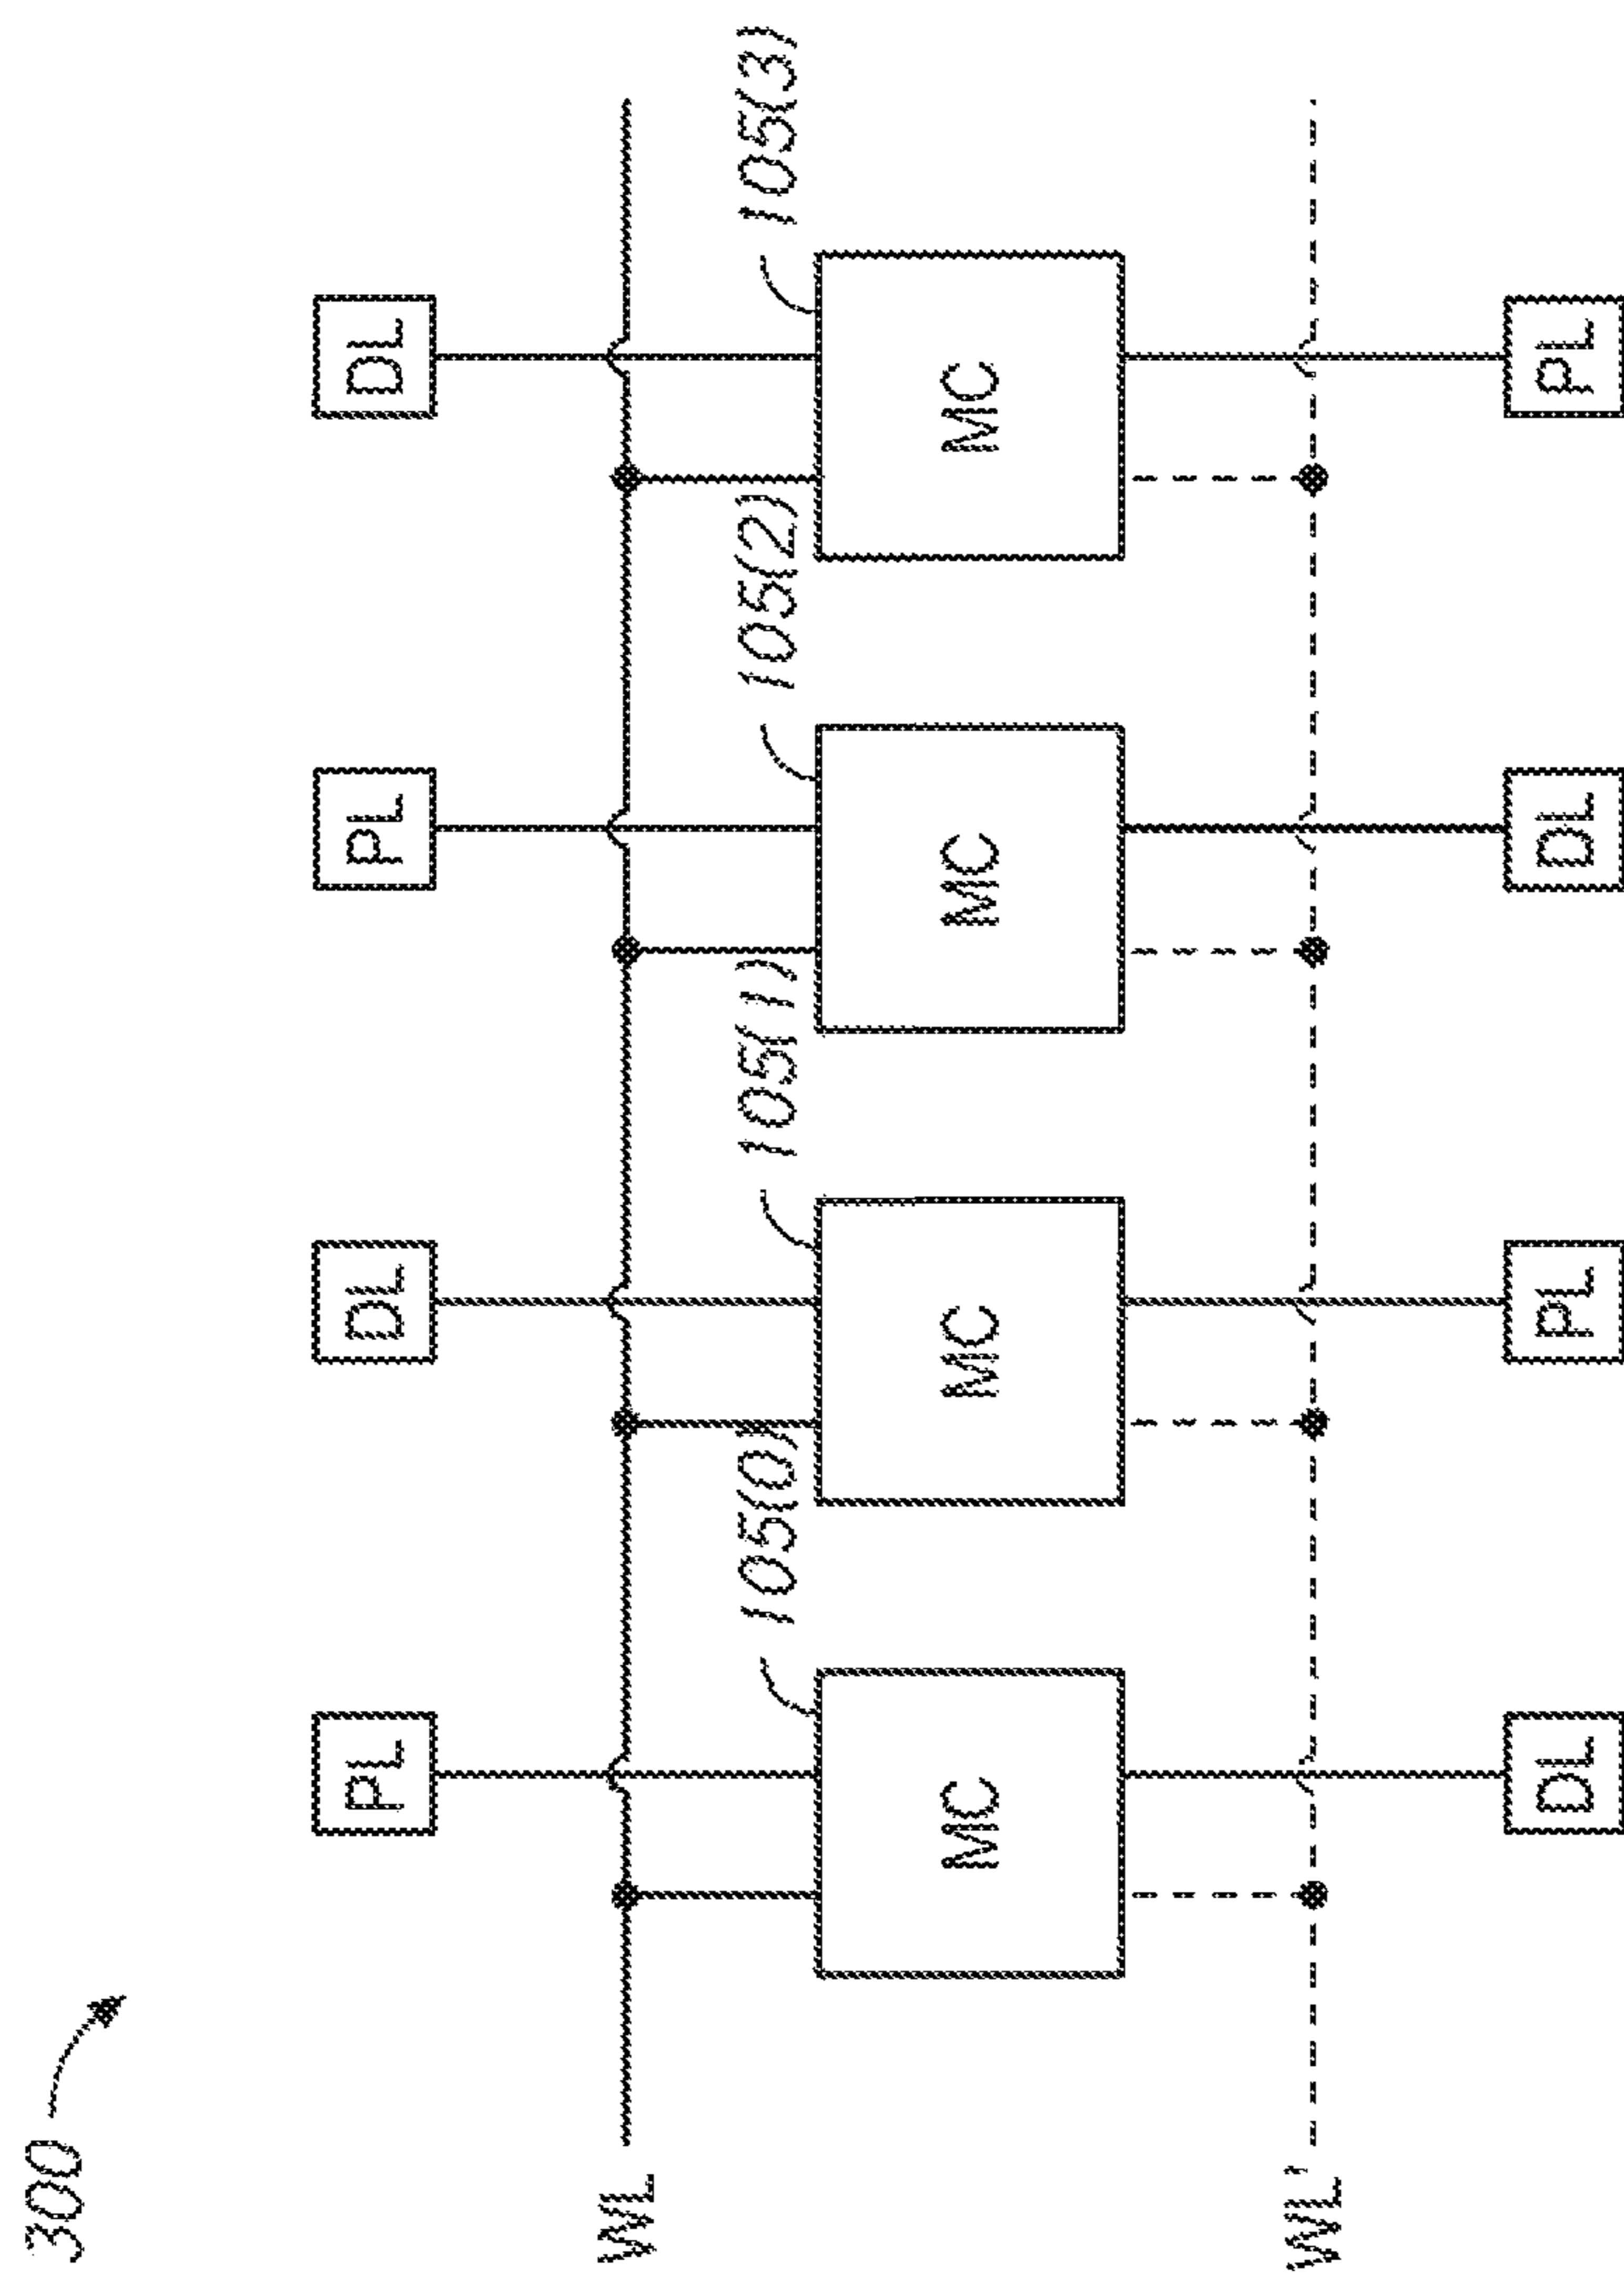 300
PL DL PL DL
WL
105(0) 105(1) 105(2) 105(3)
MC MC MC MC
WL'
DL PL DL PL